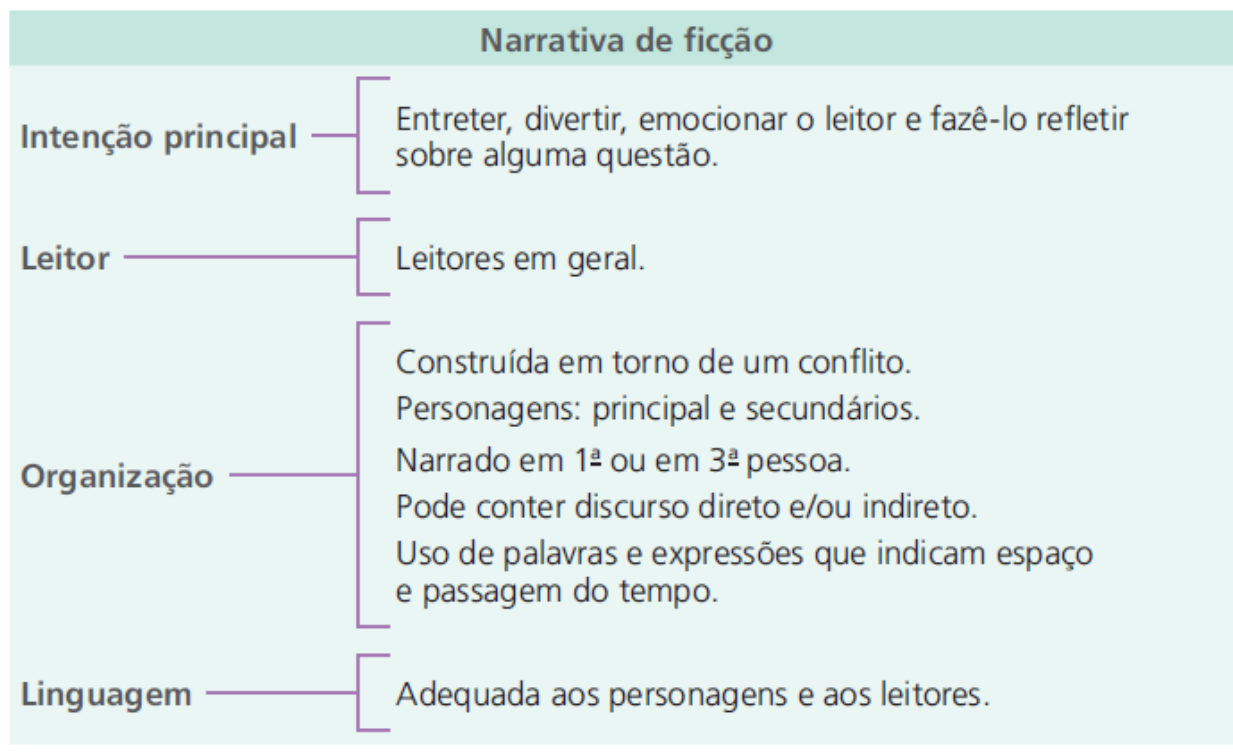 Narrativa de ficção
Intenção principal
Entreter, divertir, emocionar o leitor e fazê-lo refletir
sobre alguma questão.
Leitor
Leitores em geral.
Organização
Construída em torno de um conflito.
Personagens: principal e secundários.
Narrado em 1ª ou em 3ª pessoa.
Pode conter discurso direto e/ou indireto.
Uso de palavras e expressões que indicam espaço
e passagem do tempo.
Linguagem
Adequada aos personagens e aos leitores.